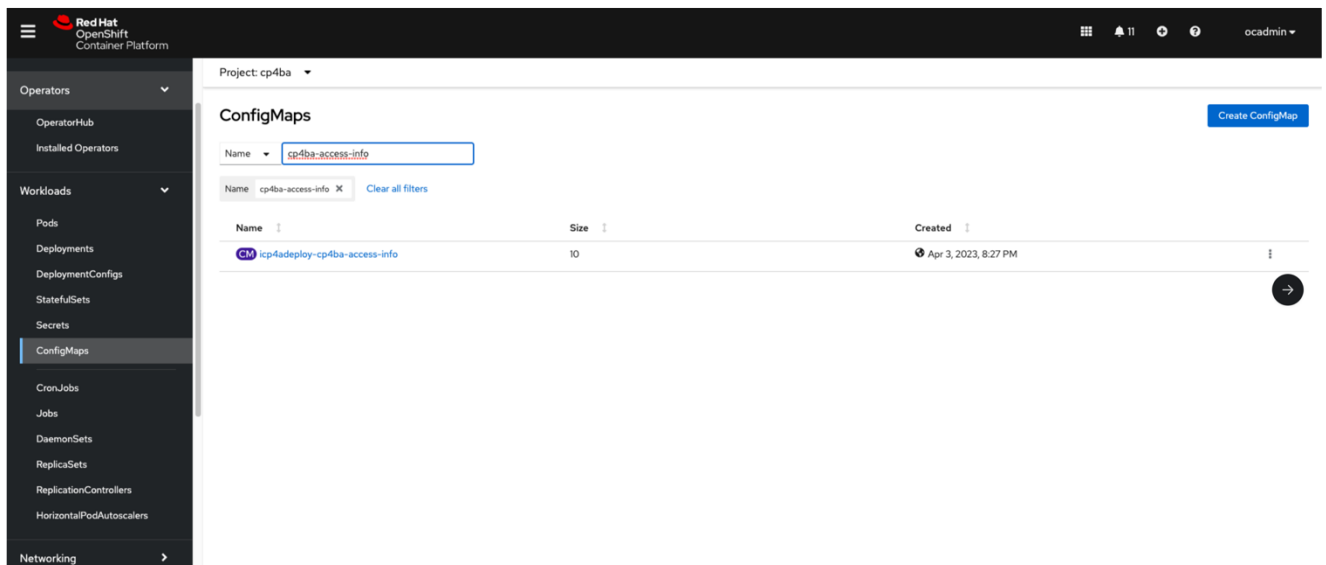 Red Hat
OpenShift
Container Platform
11
ocadmin
Operators
OperatorHub
Installed Operators
Workloads
Pods
Deployments
DeploymentConfigs
StatefulSets
Secrets
ConfigMaps
CronJobs
Jobs
DaemonSets
ReplicaSets
ReplicationControllers
HorizontalPodAutoscalers
Networking
Project: cp4ba
ConfigMaps
Create ConfigMap
Name cp4ba-access-info
Name cp4ba-access-info Clear all filters
Name Size Created
CM icp4adeploy-cp4ba-access-info 10 Apr 3, 2023, 8:27 PM